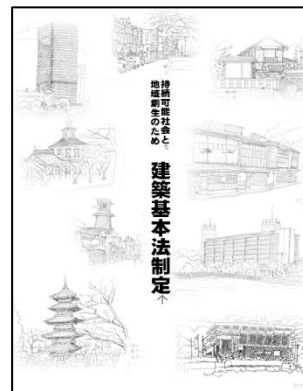 持続可能社会と、
地域創生のため
建築基本法制定へ